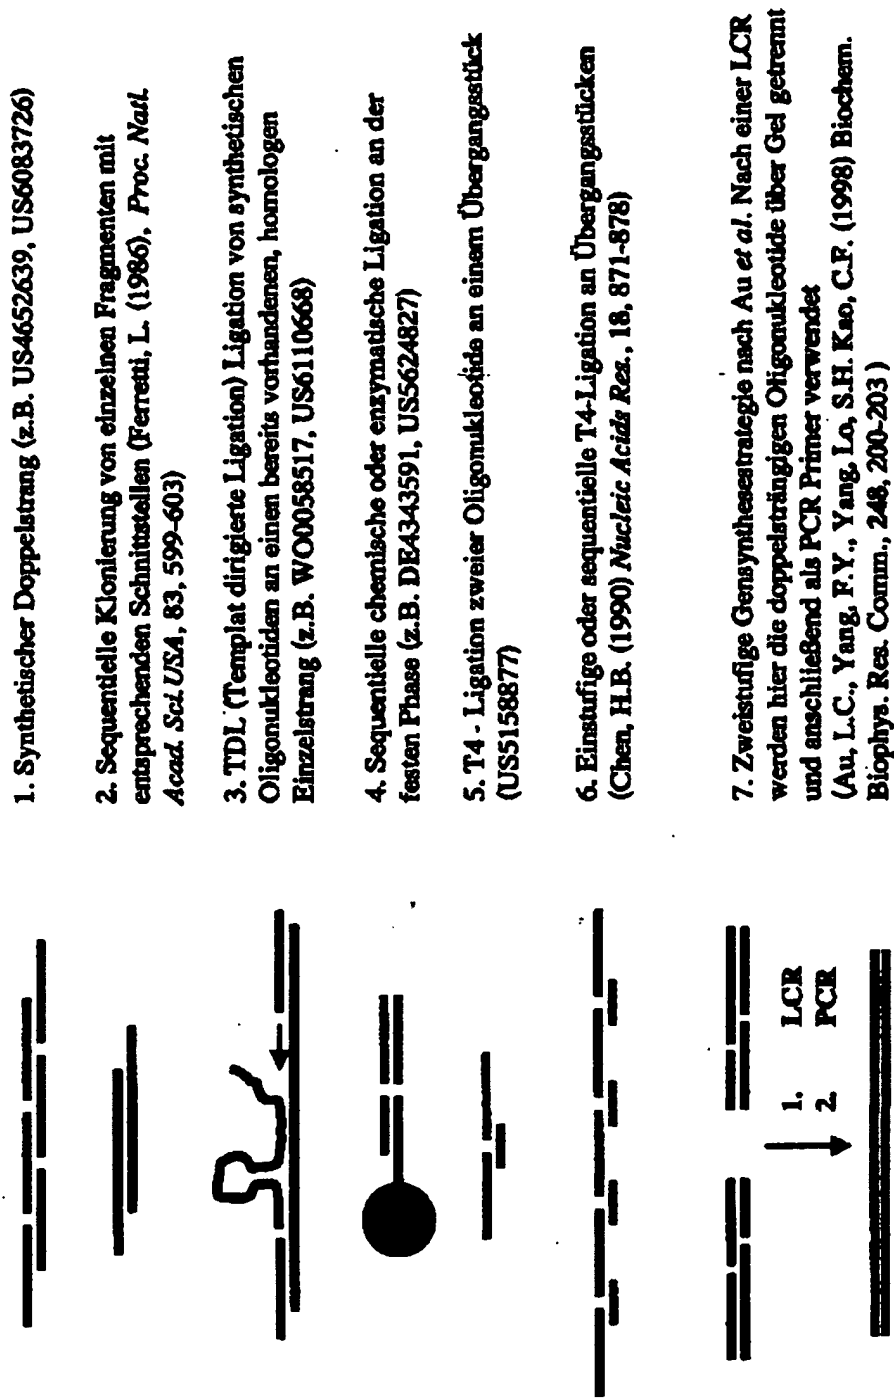 1. Synthetischer Doppelstrang (z.B. US4652639, US6083726)
2. Sequentielle Klonierung von einzelnen Fragmenten mit
entsprechenden Schnittstellen (Ferretti, L. (1986), Proc. Natl.
Acad. Sci. USA, 83, 599-603)
3. TDL (Templat dirigierte Ligation) Ligation von synthetischen
Oligonukleotiden an einen bereits vorhandenen, homologen
Einzelstrang (z.B. WO0058517, US6110668)
4. Sequentielle chemische oder enzymatische Ligation an der
festen Phase (z.B. DE4343591, US5624827)
5. T4 - Ligation zweier Oligonukleotide an einem Übergangsstück
(US5158877)
6. Einstufige oder sequentielle T4-Ligation an Übergangsstücken
(Chen, H.B. (1990) Nucleic Acids Res., 18, 871-878)
7. Zweistufige Gensynthesestrategie nach Au et al. Nach einer LCR
werden hier die doppelsträngigen Oligonukleotide über Gel getrennt
und anschließend als PCR Primer verwendet
(Au, L.C., Yang, F.Y., Yang, Lo, S.H. Kao, C.F. (1998) Biochem.
Biophys. Res. Comm., 248, 200-203 )
1. LCR
2. PCR